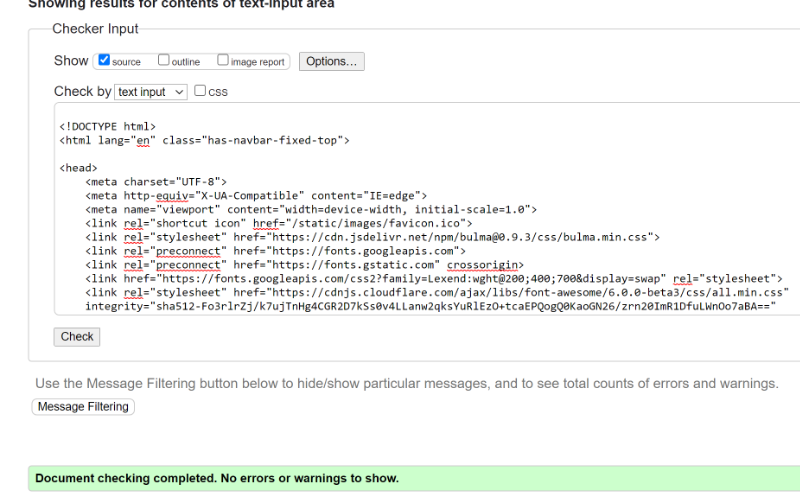 Showing results for contents of text-input area
Checker Input
Show source outline image report Options...
Check by text input css
<!DOCTYPE html>
<html lang="en" class="has-navbar-fixed-top">
<head>
<meta charset="UTF-8">
<meta http-equiv="X-UA-Compatible" content="IE=edge">
<meta name="viewport" content="width=device-width, initial-scale=1.0">
<link rel="shortcut icon" href="/static/images/favicon.ico">
<link rel="stylesheet" href="https://cdn.jsdelivr.net/npm/bulma@0.9.3/css/bulma.min.css">
<link rel="preconnect" href="https://fonts.googleapis.com">
<link rel="preconnect" href="https://fonts.gstatic.com" crossorigin>
<link href="https://fonts.googleapis.com/css2?family=Lexend:wght@200;400;700&display=swap" rel="stylesheet">
<link rel="stylesheet" href="https://cdnjs.cloudflare.com/ajax/libs/font-awesome/6.0.0-beta3/css/all.min.css"
integrity="sha512-Fo3rlrZj/k7ujTnHg4CGR2D7kSs0v4LLanw2qksYuRlEzO+tcaEPQogQ0KaoGN26/zrn20ImR1DfuLWnOo7aBA=="
Check
Use the Message Filtering button below to hide/show particular messages, and to see total counts of errors and warnings.
Message Filtering
Document checking completed. No errors or warnings to show.